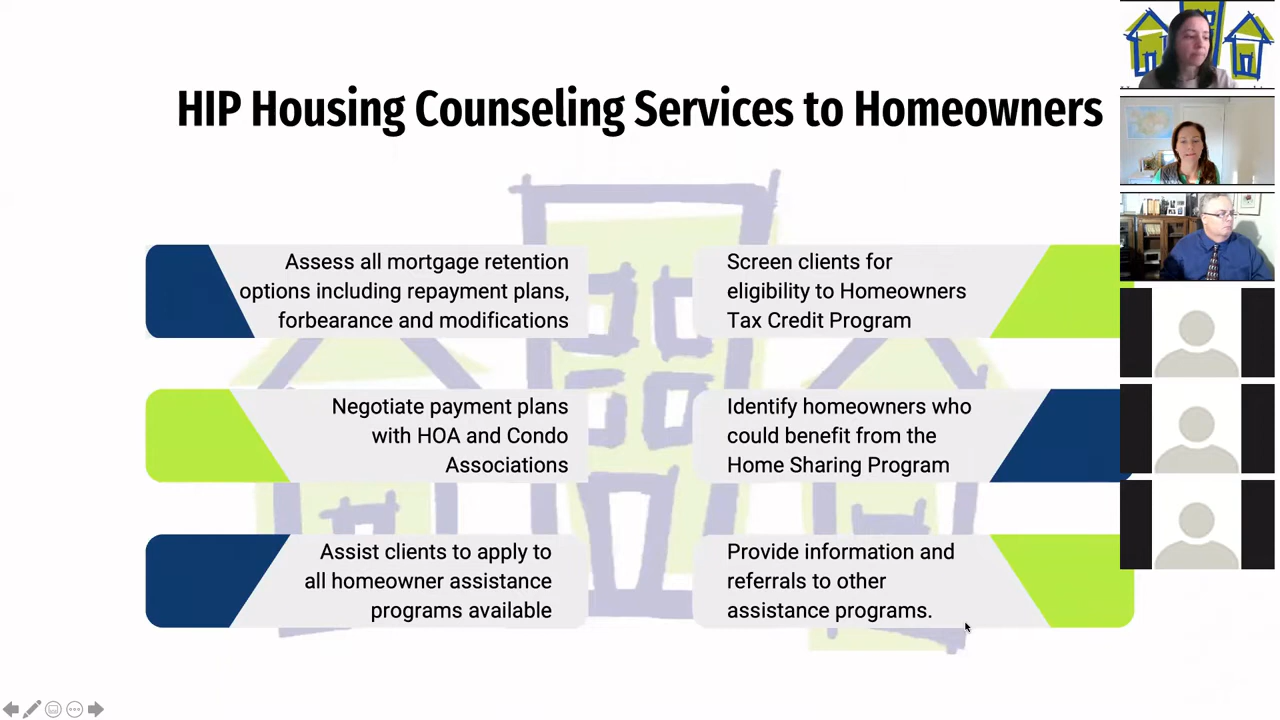 HIP Housing Counseling Services to Homeowners
Assess all mortgage retention
options including repayment plans,
forbearance and modifications
Screen clients for
eligibility to Homeowners
Tax Credit Program
Negotiate payment plans
with HOA and Condo
Associations
Identify homeowners who
could benefit from the
Home Sharing Program
Assist clients to apply to
all homeowner assistance
programs available
Provide information and
referrals to other
assistance programs.